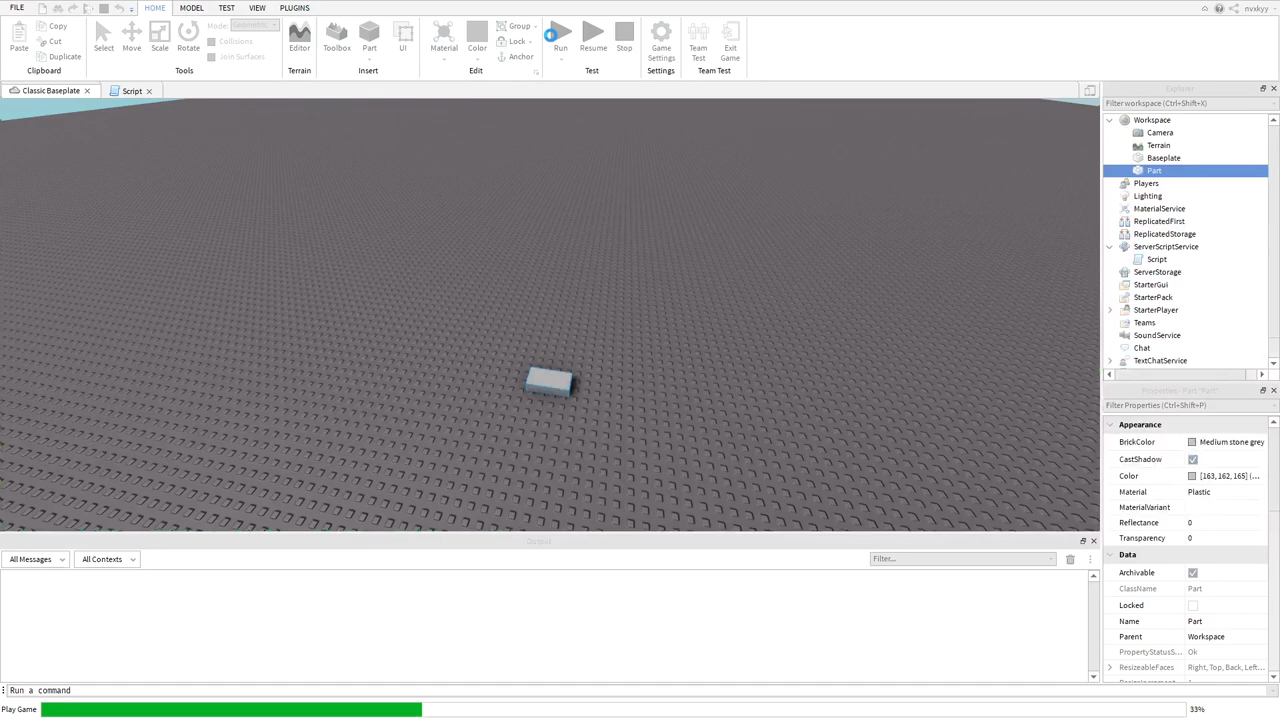 FILE HOME MODEL TEST VIEW PLUGINS nvxkyy
Copy Mode: Geometric Group
Cut Collisions Lock
Paste Duplicate Select Move Scale Rotate Join Surfaces Editor Toolbox Part UI Material Color Anchor Run Resume Stop Game Settings Team Test Exit Game
Clipboard Tools Terrain Insert Edit Test Settings Team Test
Classic Baseplate Script
Explorer
Filter workspace (Ctrl+Shift+X)
Workspace
Camera
Terrain
Baseplate
Part
Players
Lighting
MaterialService
ReplicatedFirst
ReplicatedStorage
ServerScriptService
Script
ServerStorage
StarterGui
StarterPack
StarterPlayer
Teams
SoundService
Chat
TextChatService
Properties - Part "Part"
Filter Properties (Ctrl+Shift+P)
Appearance
BrickColor Medium stone grey
CastShadow
Color [163, 162, 165] (...
Material Plastic
MaterialVariant
Reflectance 0
Transparency 0
Data
Archivable
ClassName Part
Locked
Name Part
Parent Workspace
PropertyStatusS... Ok
ResizeableFaces Right, Top, Back, Left...
Output
All Messages All Contexts Filter...
Run a command
Play Game 33%